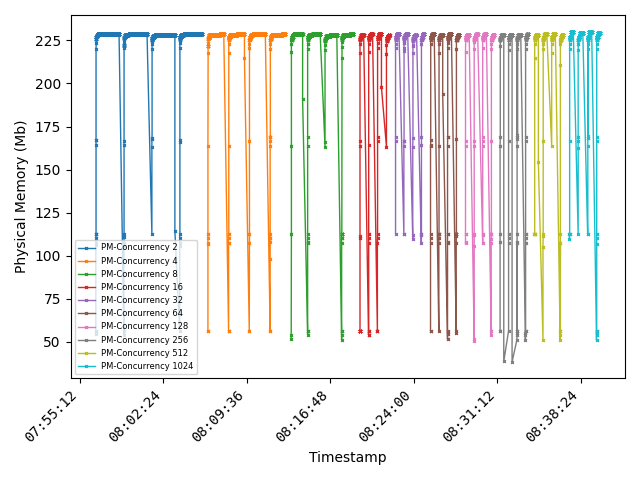 Physical Memory (Mb)
225
200
175
150
125
100
75
50
PM-Concurrency 2
PM-Concurrency 4
PM-Concurrency 8
PM-Concurrency 16
PM-Concurrency 32
PM-Concurrency 64
PM-Concurrency 128
PM-Concurrency 256
PM-Concurrency 512
PM-Concurrency 1024
07:55:12
08:02:24
08:09:36
08:16:48
08:24:00
08:31:12
08:38:24
Timestamp